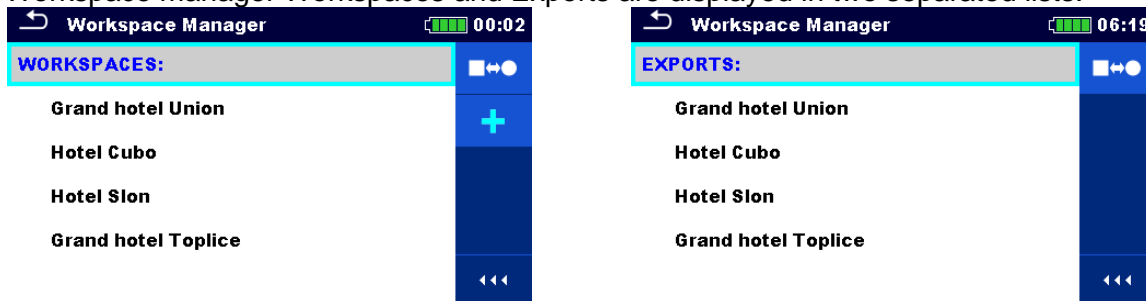 Workspace Manager Workspaces and Exports are displayed in two separated lists.
Workspace Manager 00:02
WORKSPACES:
Grand hotel Union
Hotel Cubo
Hotel Slon
Grand hotel Toplice
Workspace Manager 06:19
EXPORTS:
Grand hotel Union
Hotel Cubo
Hotel Slon
Grand hotel Toplice